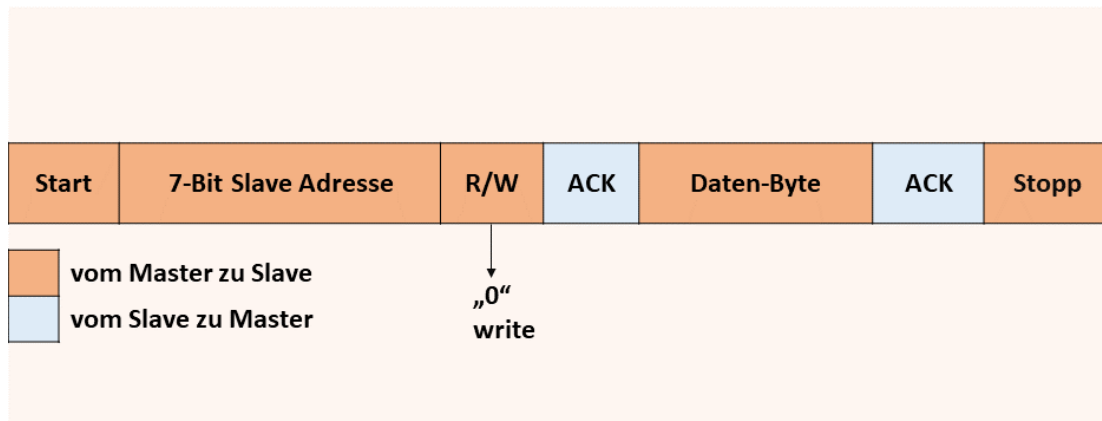 Start 7-Bit Slave Adresse R/W ACK Daten-Byte ACK Stopp
vom Master zu Slave
vom Slave zu Master
„0“
write